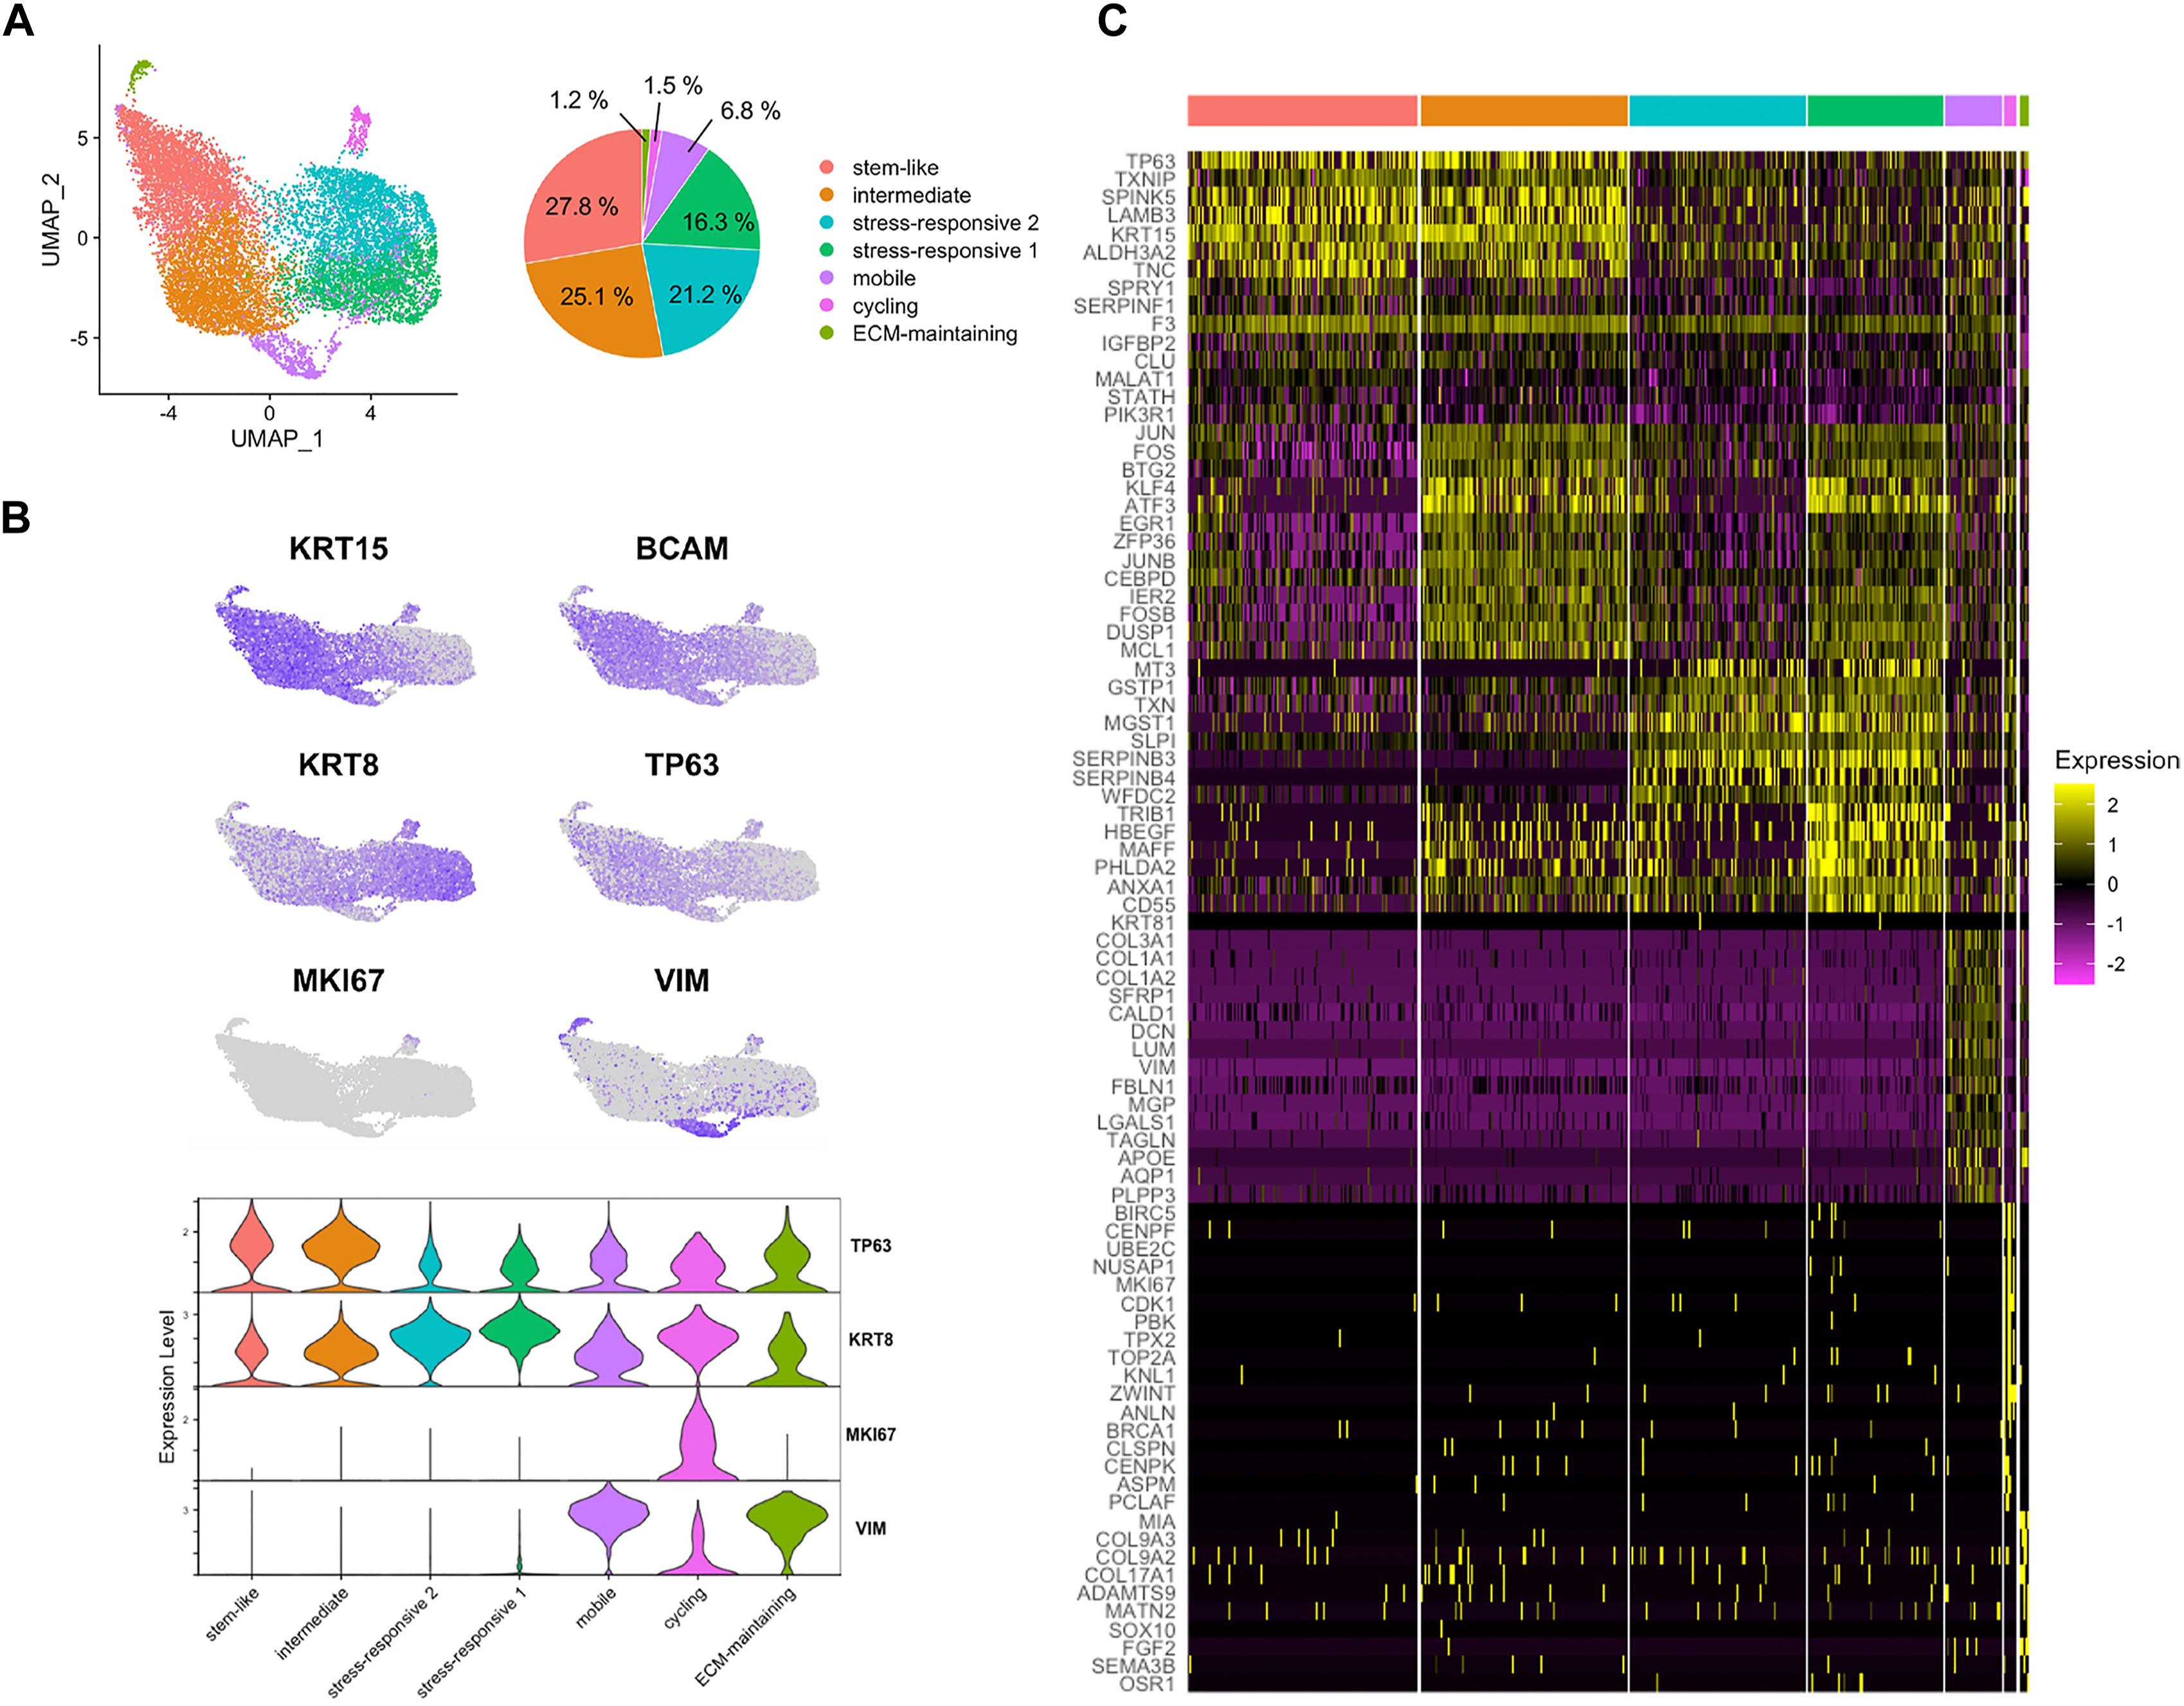 A
5
0
-5
UMAP_2
-4
0
4
UMAP_1
1.2 %
1.5 %
6.8 %
27.8 %
16.3 %
25.1 %
21.2 %
stem-like
intermediate
stress-responsive 2
stress-responsive 1
mobile
cycling
ECM-maintaining
B
KRT15
BCAM
KRT8
TP63
MKI67
VIM
Expression Level
2
TP63
3
KRT8
2
MKI67
3
VIM
stem-like
intermediate
stress-responsive 2
stress-responsive 1
mobile
cycling
ECM-maintaining
C
TP63
TXNIP
SPINK5
LAMB3
KRT15
ALDH3A2
TNC
SPRY1
SERPINF1
F3
IGFBP2
CLU
MALAT1
STATH
PIK3R1
JUN
FOS
BTG2
KLF4
ATF3
EGR1
ZFP36
JUNB
CEBPD
IER2
FOSB
DUSP1
MCL1
MT3
GSTP1
TXN
MGST1
SLPI
SERPINB3
SERPINB4
WFDC2
TRIB1
HBEGF
MAFF
PHLDA2
ANXA1
CD55
KRT81
COL3A1
COL1A1
COL1A2
SFRP1
CALD1
DCN
LUM
VIM
FBLN1
MGP
LGALS1
TAGLN
APOE
AQP1
PLPP3
BIRC5
CENPF
UBE2C
NUSAP1
MKI67
CDK1
PBK
TPX2
TOP2A
KNL1
ZWINT
ANLN
BRCA1
CLSPN
CENPK
ASPM
PCLAF
MIA
COL9A3
COL9A2
COL17A1
ADAMTS9
MATN2
SOX10
FGF2
SEMA3B
OSR1
Expression
2
1
0
-1
-2